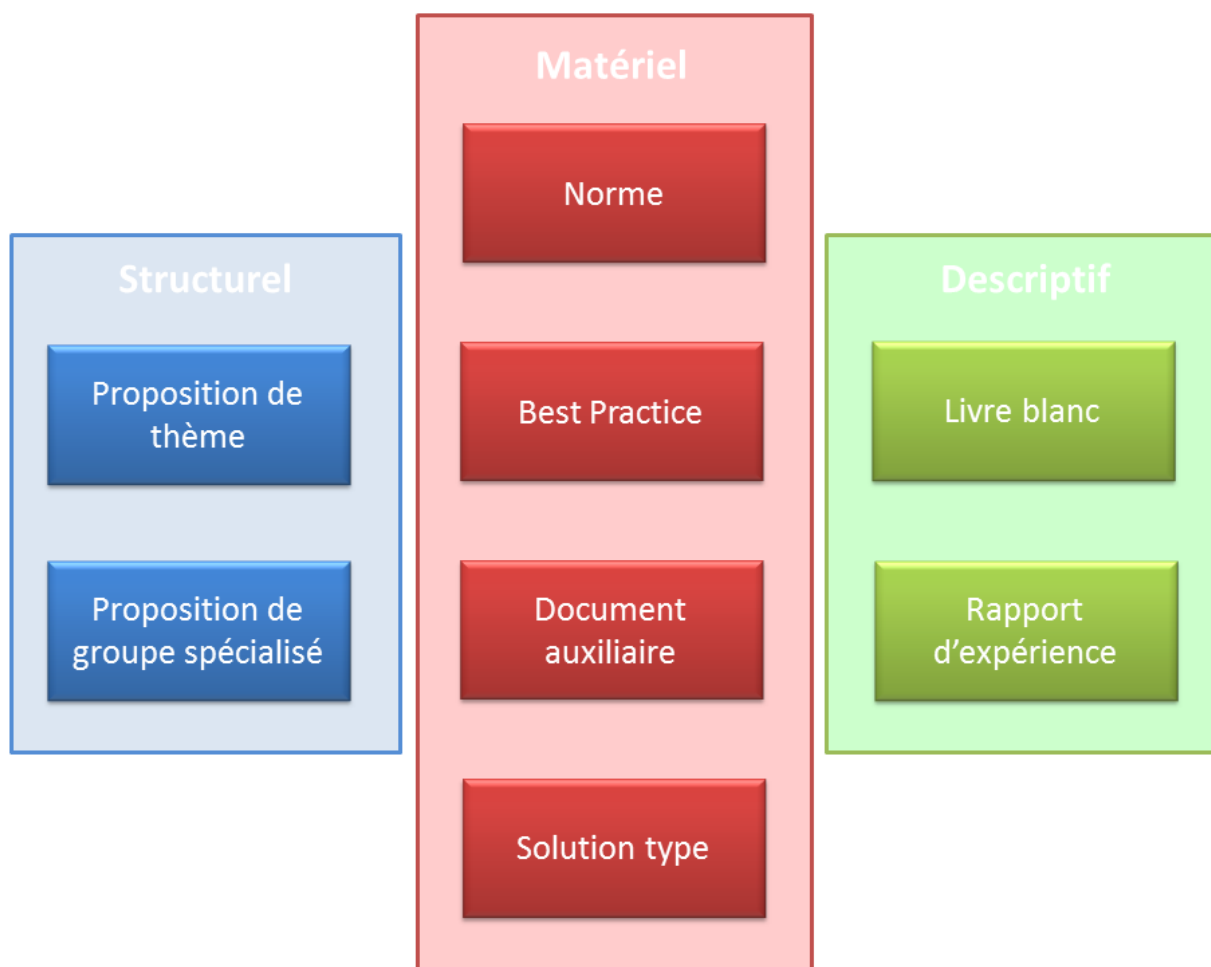 Structurel
Proposition de
thème
Proposition de
groupe spécialisé
Matériel
Norme
Best Practice
Document
auxiliaire
Solution type
Descriptif
Livre blanc
Rapport
d’expérience